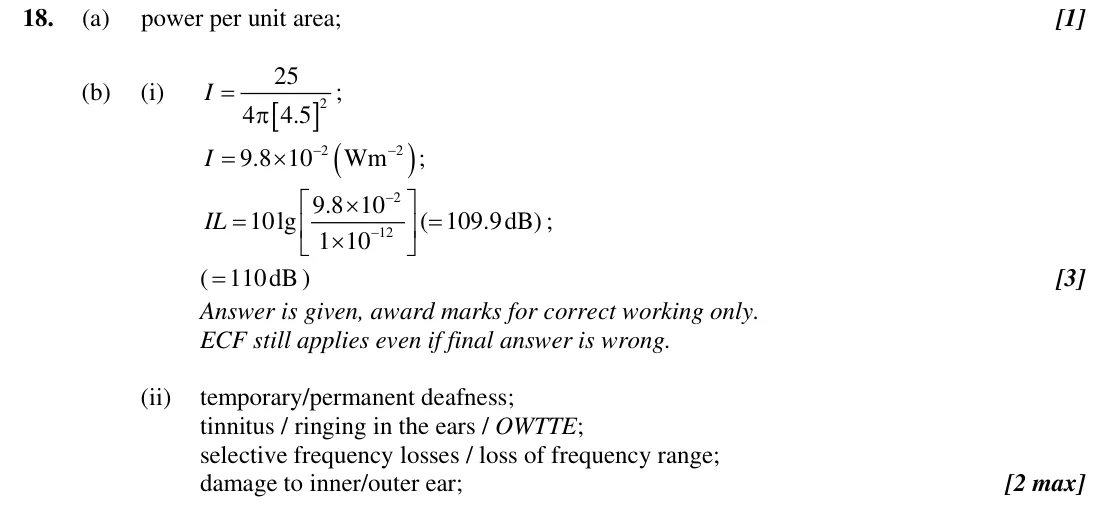 18. (a) power per unit area; [1]
(b) (i) I = 25 / 4π[4.5]² ;
I = 9.8×10⁻² (Wm⁻²);
IL = 10 lg [9.8×10⁻² / 1×10⁻¹²] (= 109.9 dB) ;
(= 110 dB ) [3]
Answer is given, award marks for correct working only.
ECF still applies even if final answer is wrong.
(ii) temporary/permanent deafness;
tinnitus / ringing in the ears / OWTTE;
selective frequency losses / loss of frequency range;
damage to inner/outer ear; [2 max]